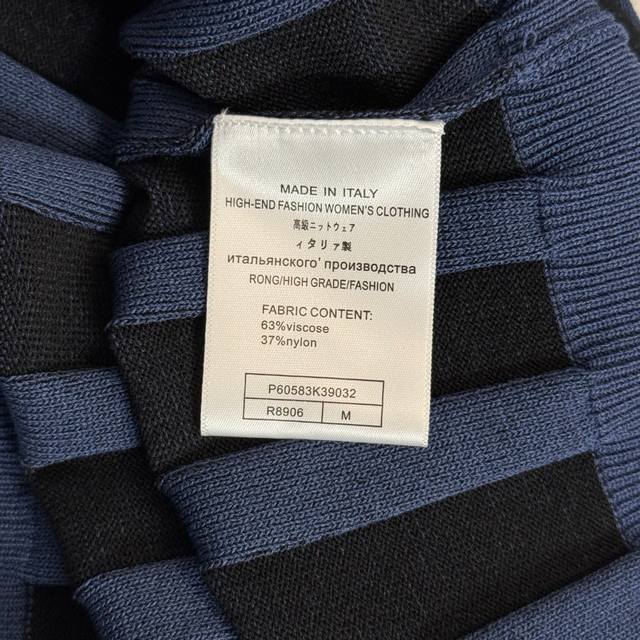 MADE IN ITALY
HIGH-END FASHION WOMEN'S CLOTHING
高級ニットウェア
イタリア製
итальянского' производства
RONG/HIGH GRADE/FASHION
FABRIC CONTENT:
63%viscose
37%nylon
P60583K39032
R8906 M